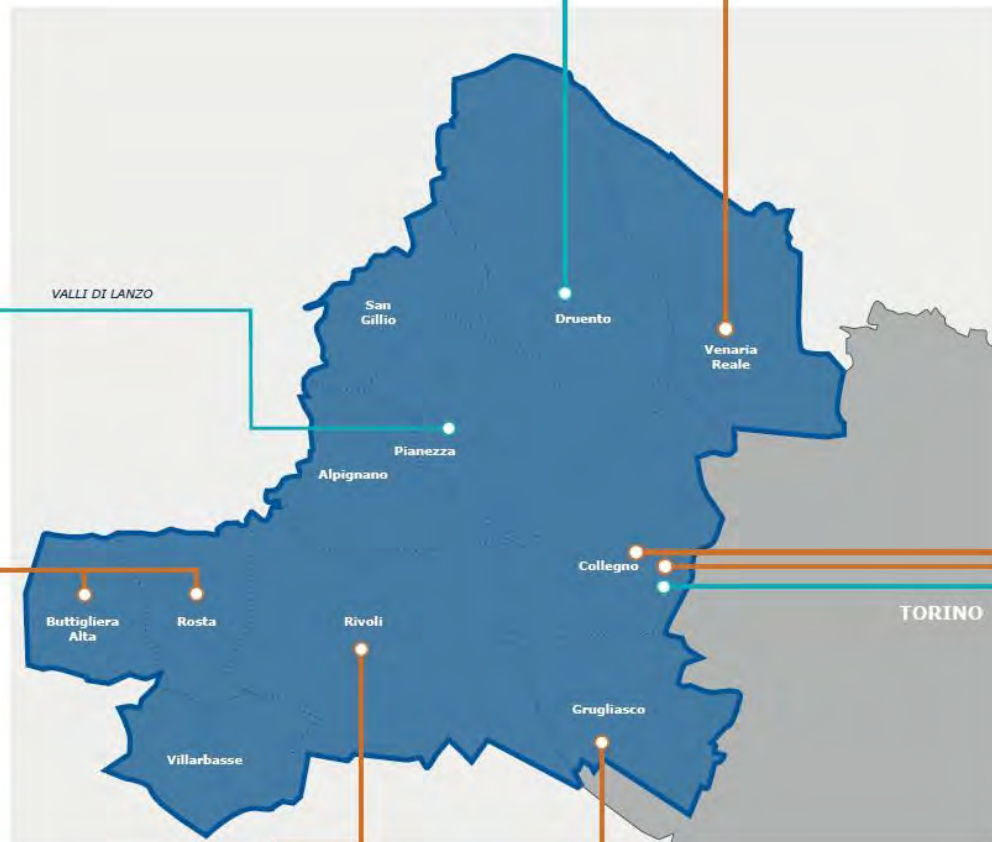 VALLI DI LANZO
San
Gillio
Druento
Venaria
Reale
Pianezza
Alpignano
Collegno
TORINO
Buttigliera
Alta
Rosta
Rivoli
Grugliasco
Villarbasse